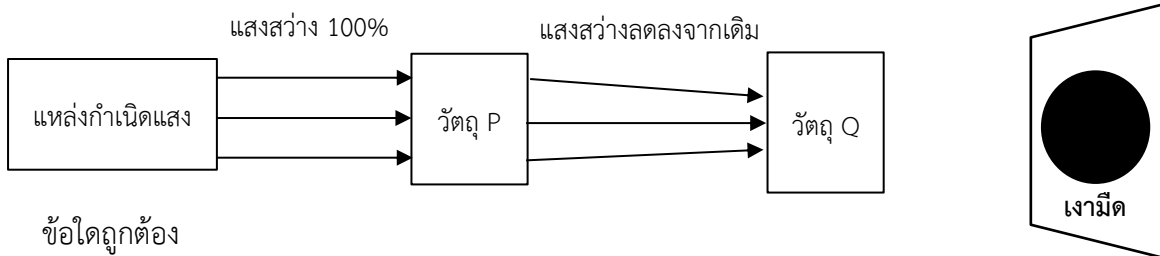 แสงสว่าง 100%
แสงสว่างลดลงจากเดิม
แหล่งกำเนิดแสง
วัตถุ P
วัตถุ Q
เงามืด
ข้อใดถูกต้อง